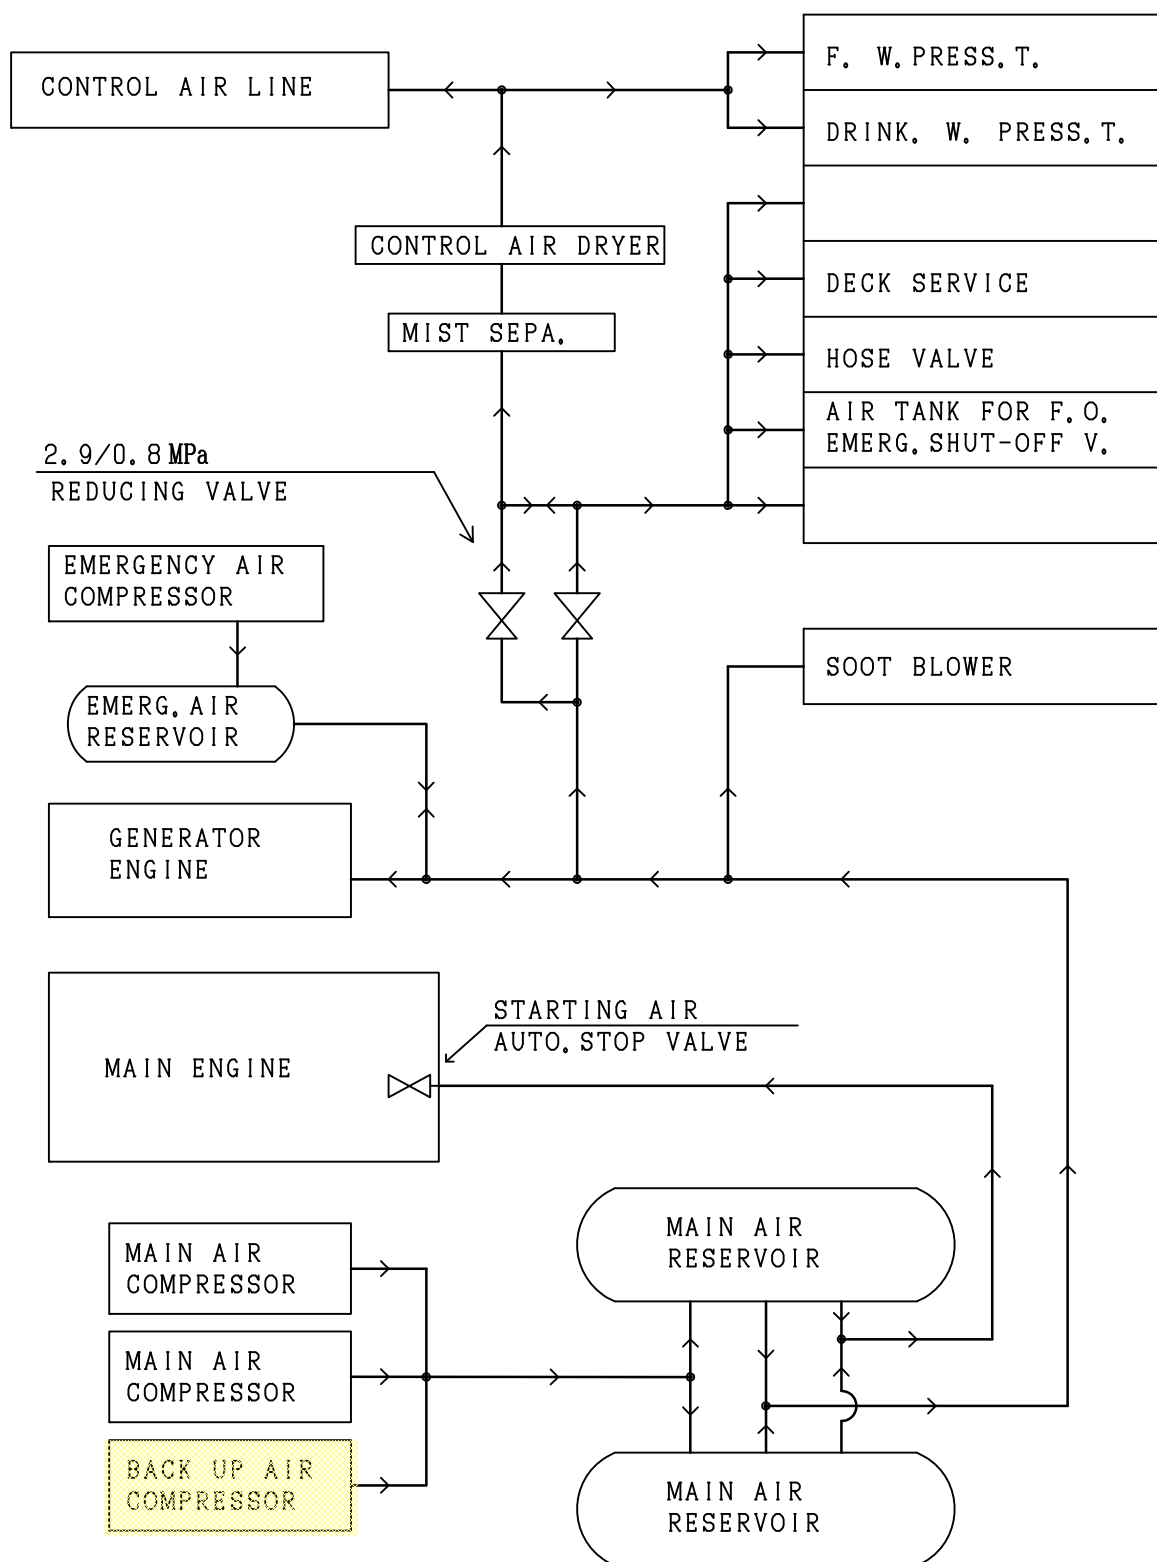 F. W. PRESS. T.
CONTROL AIR LINE
DRINK. W. PRESS. T.
CONTROL AIR DRYER
DECK SERVICE
MIST SEPA.
HOSE VALVE
AIR TANK FOR F. O.
EMERG. SHUT-OFF V.
2. 9/0. 8 MPa
REDUCING VALVE
EMERGENCY AIR
COMPRESSOR
SOOT BLOWER
EMERG. AIR
RESERVOIR
GENERATOR
ENGINE
STARTING AIR
AUTO. STOP VALVE
MAIN ENGINE
MAIN AIR
RESERVOIR
MAIN AIR
COMPRESSOR
MAIN AIR
COMPRESSOR
BACK UP AIR
COMPRESSOR
MAIN AIR
RESERVOIR